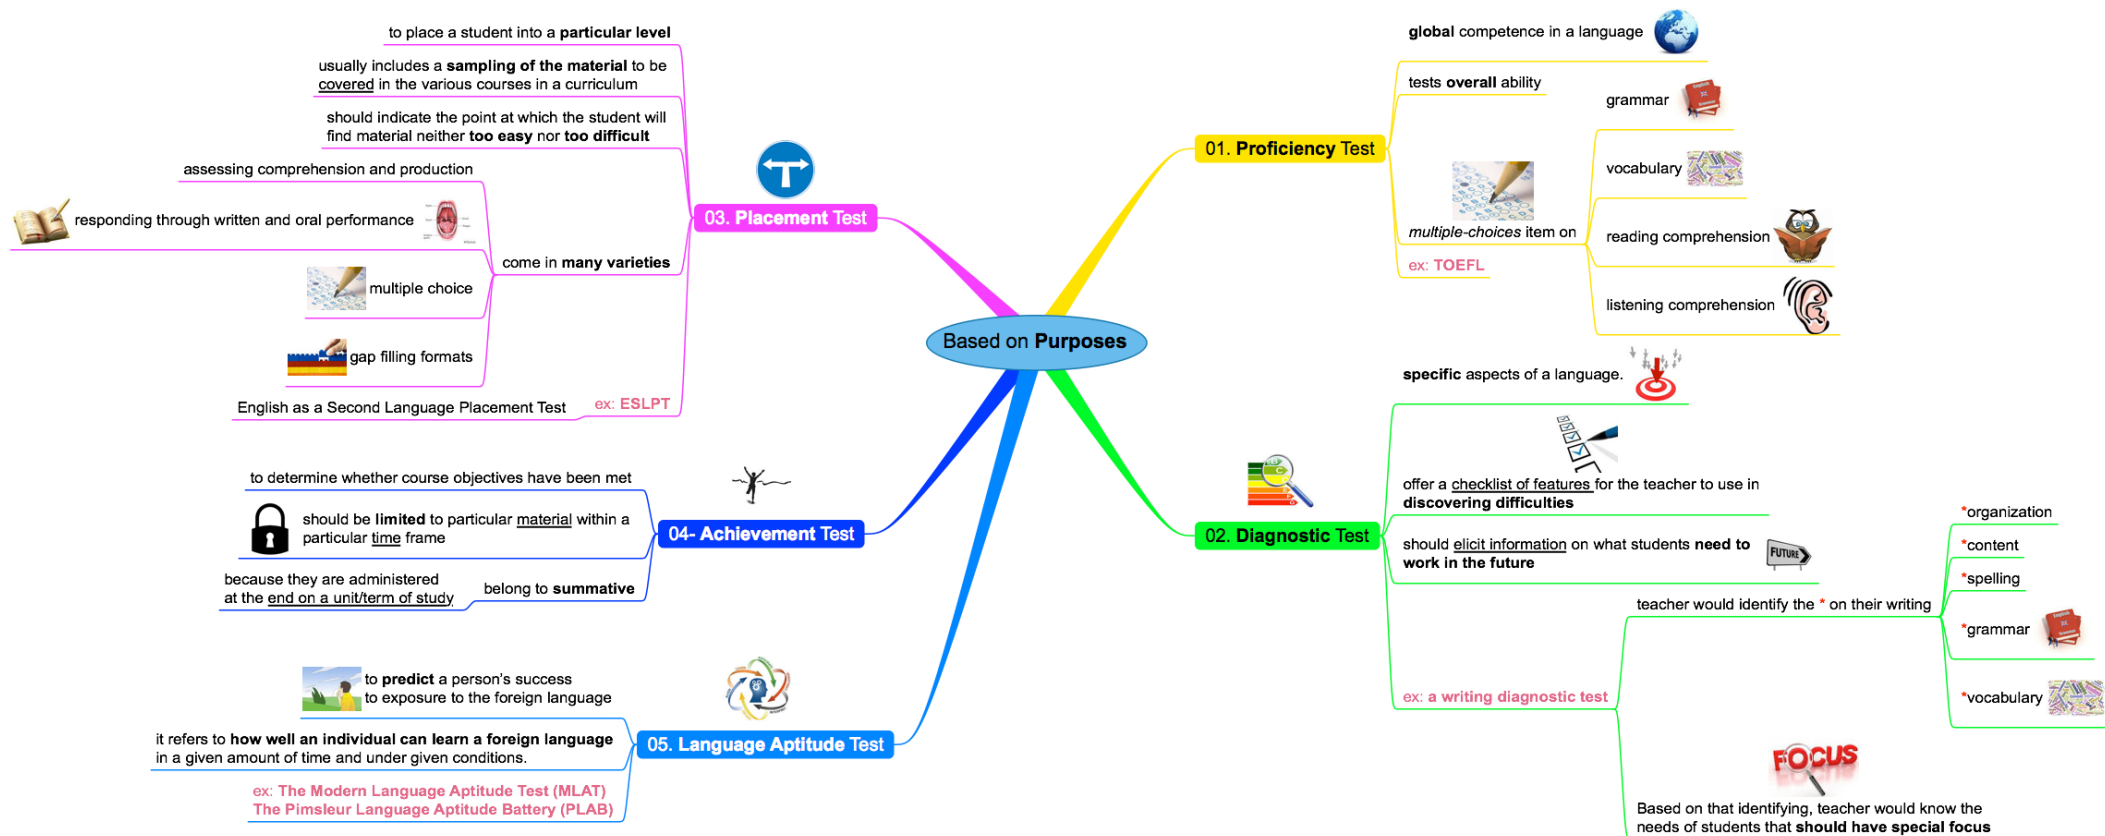 Based on Purposes
01. Proficiency Test
global competence in a language
tests overall ability
multiple-choices item on
grammar
vocabulary
reading comprehension
listening comprehension
ex: TOEFL
02. Diagnostic Test
specific aspects of a language.
offer a checklist of features for the teacher to use in
discovering difficulties
should elicit information on what students need to
work in the future
FUTURE
ex: a writing diagnostic test
teacher would identify the * on their writing
*organization
*content
*spelling
*grammar
*vocabulary
FOCUS
Based on that identifying, teacher would know the
needs of students that should have special focus
03. Placement Test
to place a student into a particular level
usually includes a sampling of the material to be
covered in the various courses in a curriculum
should indicate the point at which the student will
find material neither too easy nor too difficult
come in many varieties
assessing comprehension and production
responding through written and oral performance
multiple choice
gap filling formats
ex: ESLPT
English as a Second Language Placement Test
04- Achievement Test
to determine whether course objectives have been met
should be limited to particular material within a
particular time frame
belong to summative
because they are administered
at the end on a unit/term of study
05. Language Aptitude Test
to predict a person's success
to exposure to the foreign language
it refers to how well an individual can learn a foreign language
in a given amount of time and under given conditions.
ex: The Modern Language Aptitude Test (MLAT)
The Pimsleur Language Aptitude Battery (PLAB)